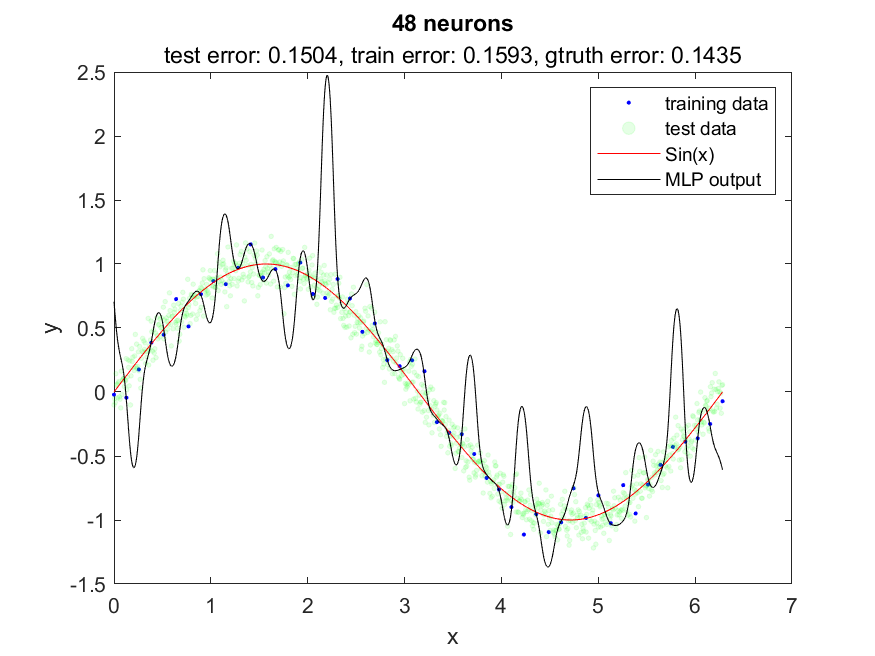 48 neurons
test error: 0.1504, train error: 0.1593, gtruth error: 0.1435
2.5
2
1.5
1
0.5
0
-0.5
-1
-1.5
y
training data
test data
Sin(x)
MLP output
0 1 2 3 4 5 6 7
x